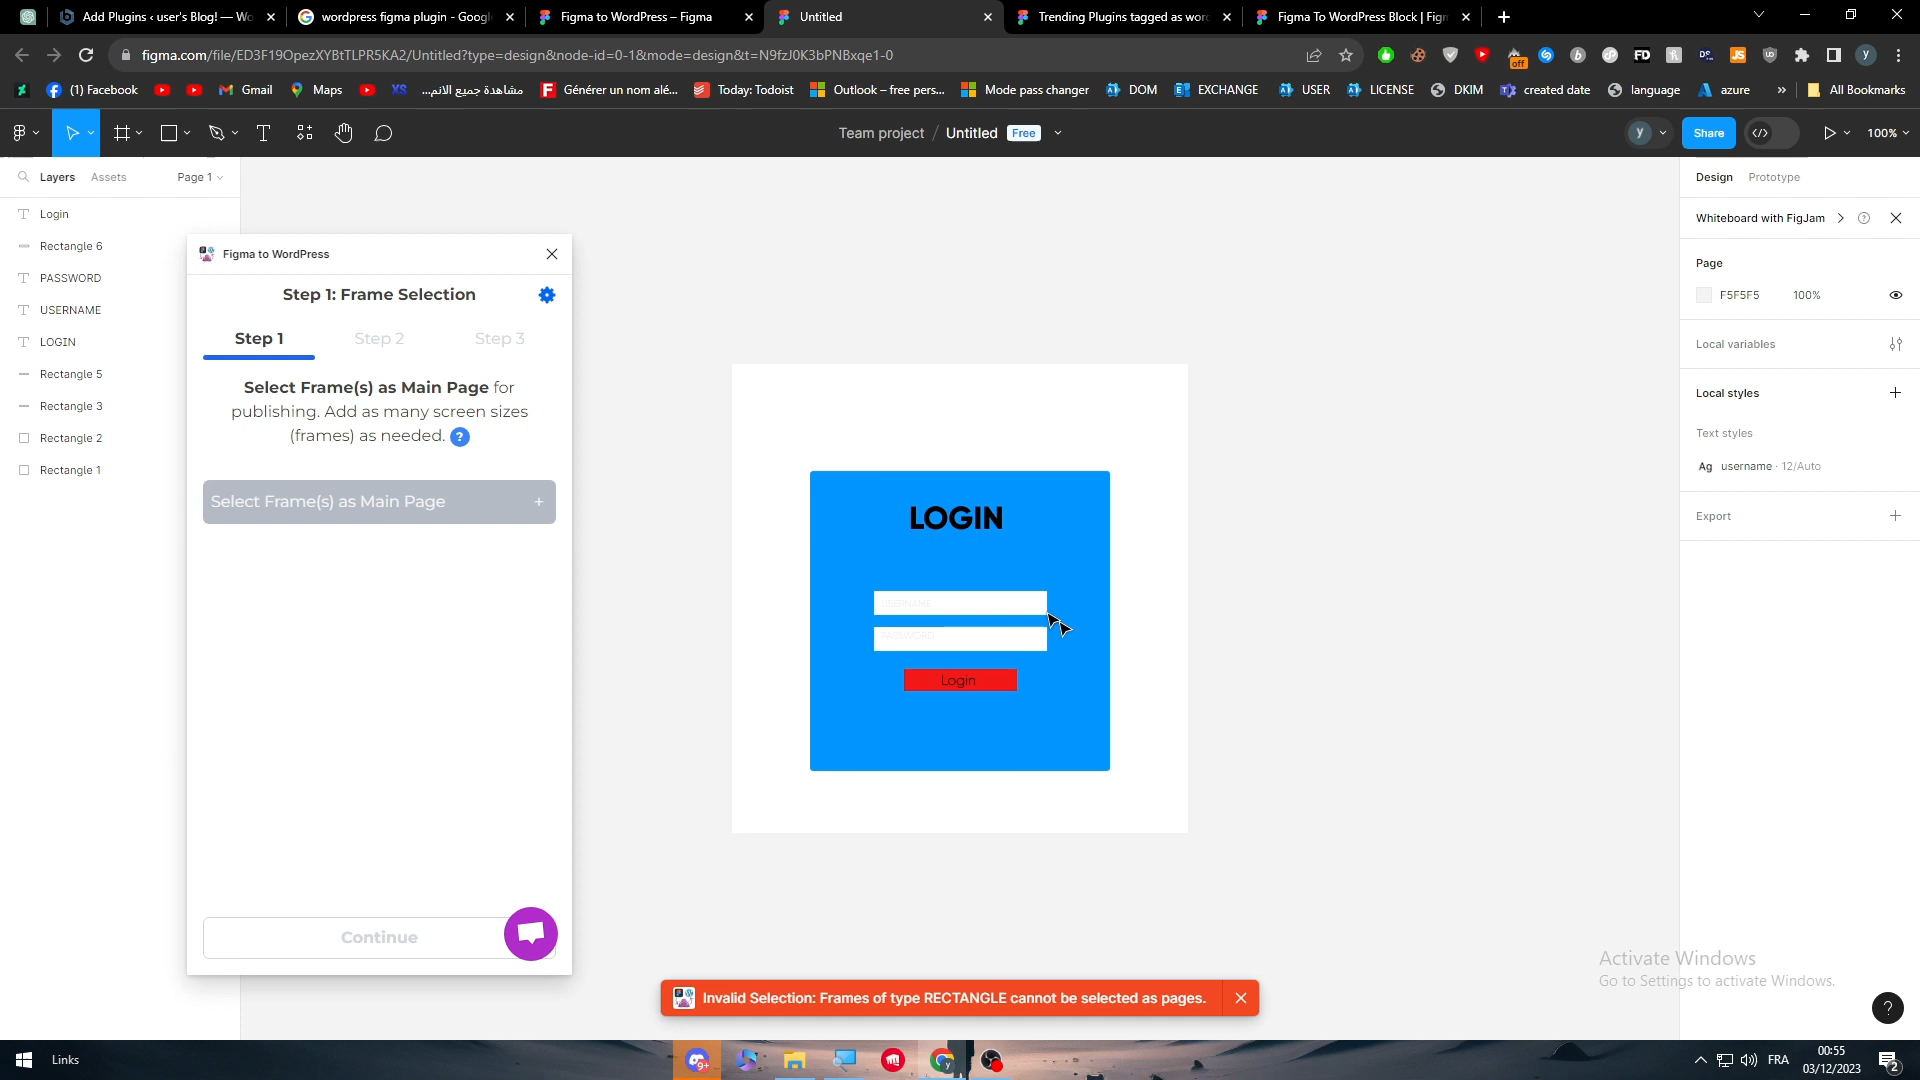 Add Plugins ‹ user's Blog! — Wo
wordpress figma plugin - Googl
Figma to WordPress – Figma
Untitled
Trending Plugins tagged as word
Figma To WordPress Block | Figm
figma.com/file/ED3F19OpezXYBtTLPR5KA2/Untitled?type=design&node-id=0-1&mode=design&t=N9fzJ0K3bPNBxqe1-0
(1) Facebook
Gmail
Maps
XS
مشاهدة جميع الانم...
Générer un nom alé...
Today: Todoist
Outlook – free pers...
Mode pass changer
DOM
EXCHANGE
USER
LICENSE
DKIM
created date
language
azure
»
All Bookmarks
Team project / Untitled Free
Share
100%
Layers Assets Page 1
Login
Rectangle 6
PASSWORD
USERNAME
LOGIN
Rectangle 5
Rectangle 3
Rectangle 2
Rectangle 1
Figma to WordPress
Step 1: Frame Selection
Step 1 Step 2 Step 3
Select Frame(s) as Main Page for
publishing. Add as many screen sizes
(frames) as needed. ?
Select Frame(s) as Main Page +
Continue
LOGIN
USERNAME
PASSWORD
Login
Design Prototype
Whiteboard with FigJam
Page
F5F5F5 100%
Local variables
Local styles
Text styles
Ag username · 12/Auto
Export
Invalid Selection: Frames of type RECTANGLE cannot be selected as pages.
Activate Windows
Go to Settings to activate Windows.
?
Links
9+
FRA
00:55
03/12/2023
2